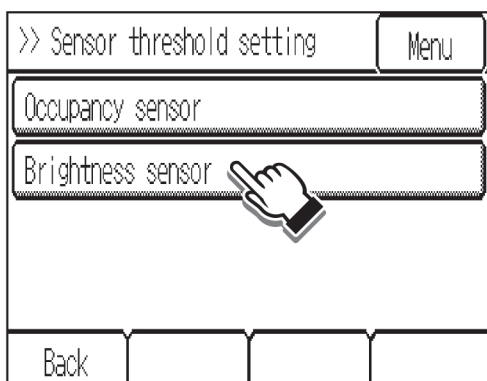 >> Sensor threshold setting
Menu
Occupancy sensor
Brightness sensor
Back